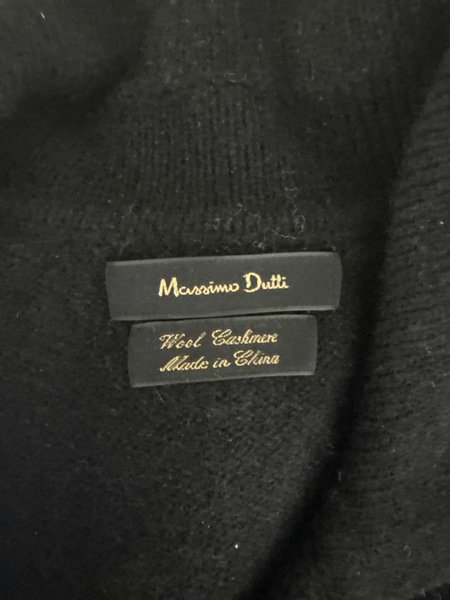 Massimo Dutti
Wool Cashmere
Made in China